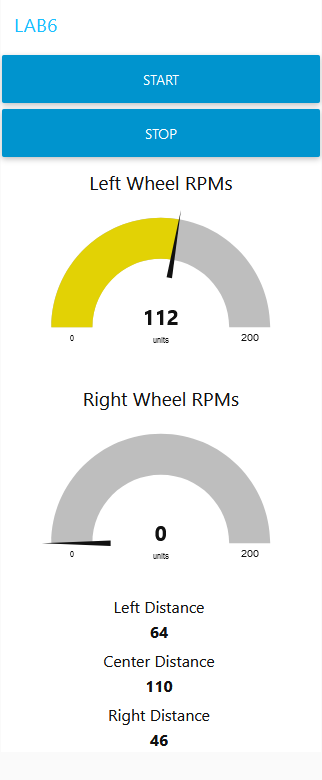 LAB6
START
STOP
Left Wheel RPMs
112
0 units 200
Right Wheel RPMs
0
0 units 200
Left Distance
64
Center Distance
110
Right Distance
46